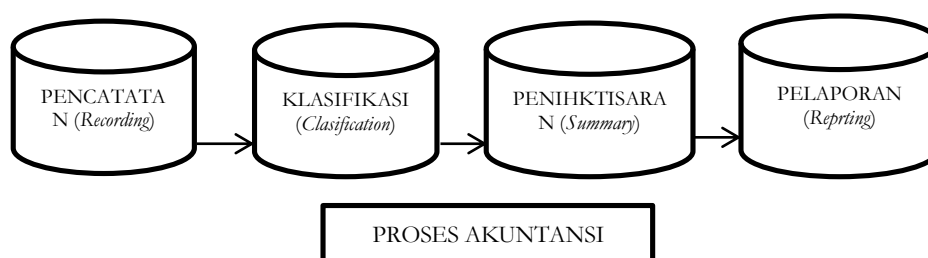 PENCATATA
N (Recording)
KLASIFIKASI
(Clasification)
PENIHKTISARA
N (Summary)
PELAPORAN
(Reprting)
PROSES AKUNTANSI